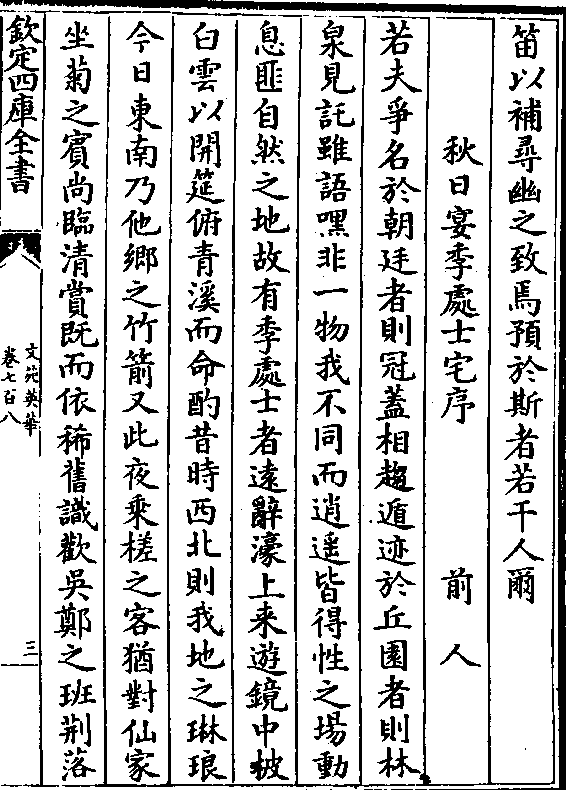 笛以補尋幽之致焉預於斯者若干人爾
秋日宴季處士宅序　前人
若夫爭名於朝廷者則冠蓋相趨遁迹於丘園者則林
泉見託雖語嘿非一物我不同而逍遙皆得性之場動
息匪自然之地故有季處士者遠辭濠上来遊鏡中披
白雲以開筵俯青溪而命酌昔時西北則我地之琳琅
今日東南乃他鄉之竹箭又此夜乘槎之客猶對仙家
坐菊之賓尚臨清賞既而依稀舊識歡吳鄭之班荆落
欽定四庫全書
文苑英華
卷七百八
三